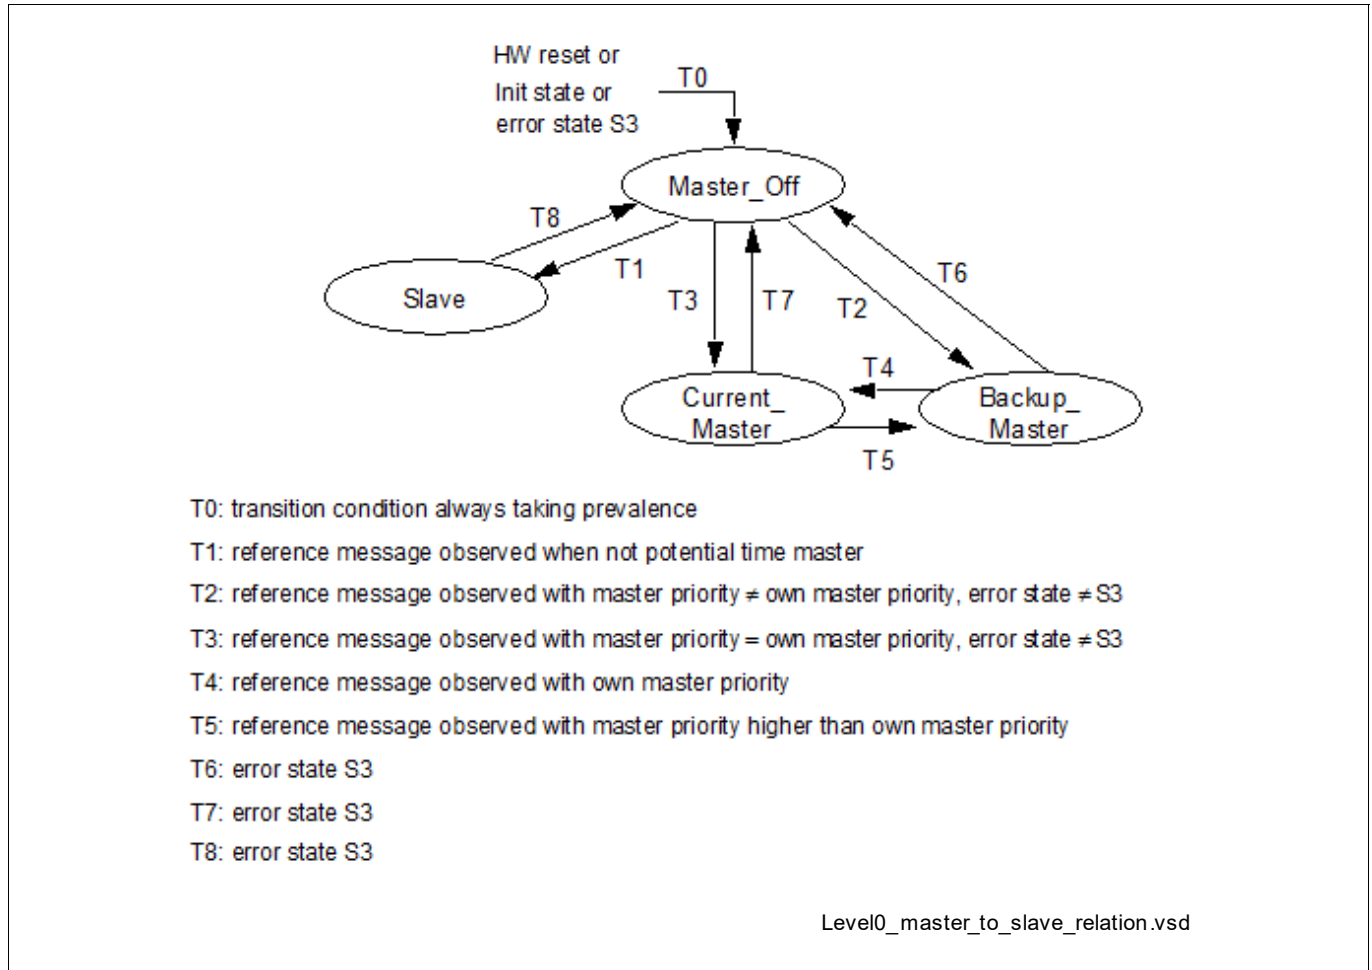 HW reset or
Init state or
error state S3
T0
Master_Off
T8
T1
T6
Slave
T3
T7
T2
T4
Current_
Master
Backup_
Master
T5
T0: transition condition always taking prevalence
T1: reference message observed when not potential time master
T2: reference message observed with master priority ≠ own master priority, error state ≠ S3
T3: reference message observed with master priority = own master priority, error state ≠ S3
T4: reference message observed with own master priority
T5: reference message observed with master priority higher than own master priority
T6: error state S3
T7: error state S3
T8: error state S3
Level0_master_to_slave_relation.vsd